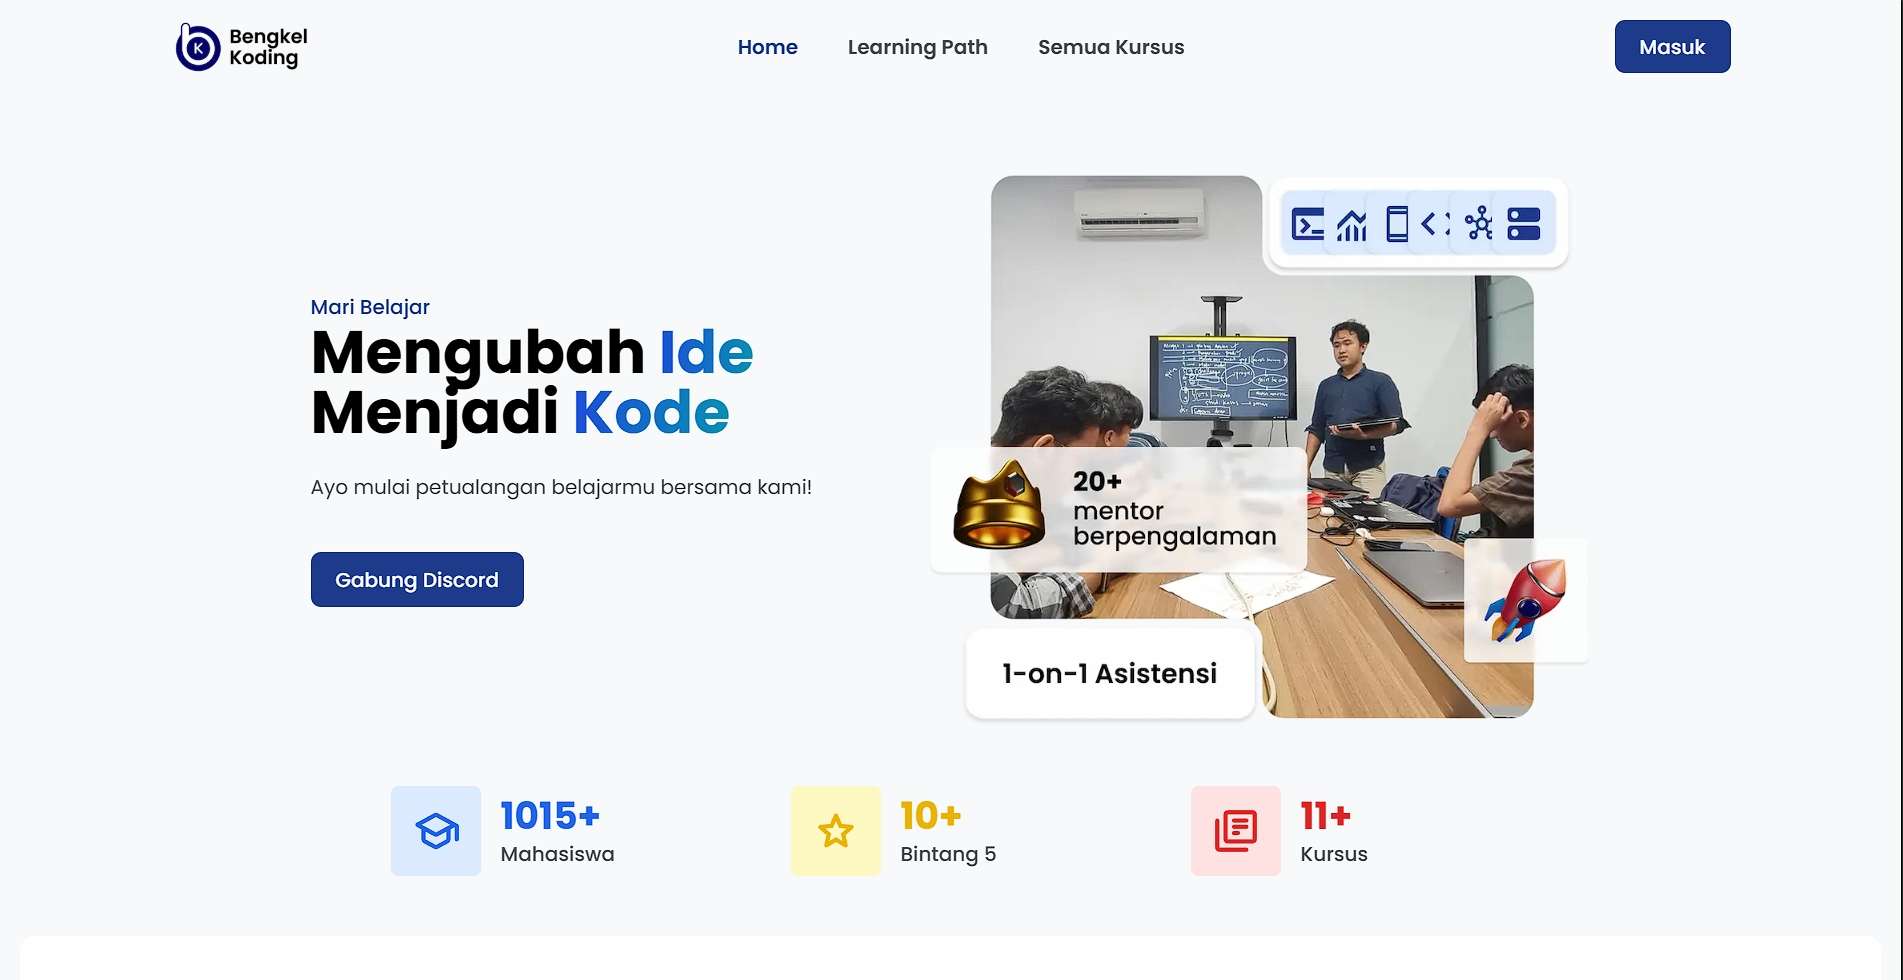 Bengkel
Koding
Home
Learning Path
Semua Kursus
Masuk
Mari Belajar
Mengubah Ide
Menjadi Kode
Ayo mulai petualangan belajarmu bersama kami!
Gabung Discord
20+
mentor
berpengalaman
1-on-1 Asistensi
1015+
Mahasiswa
10+
Bintang 5
11+
Kursus